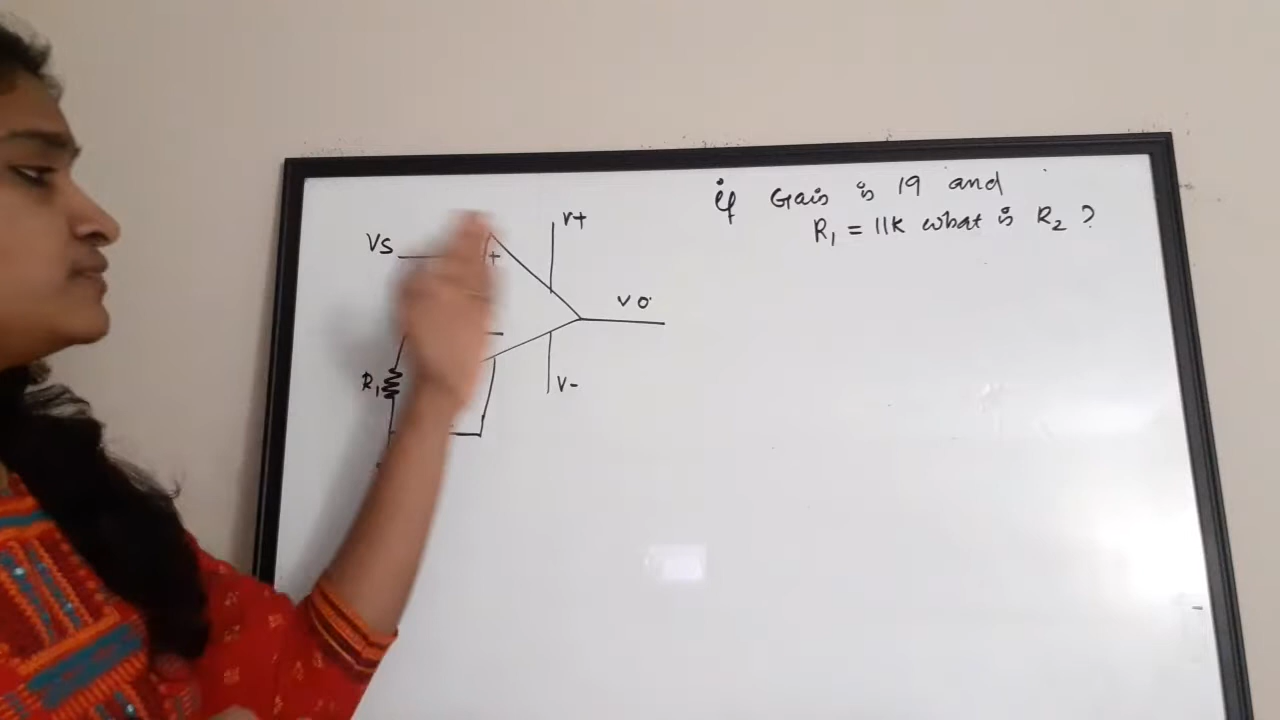 if Gain is 19 and
R1 = 11K what is R2 ?
V+
VS
+
VO
-
R1
V-